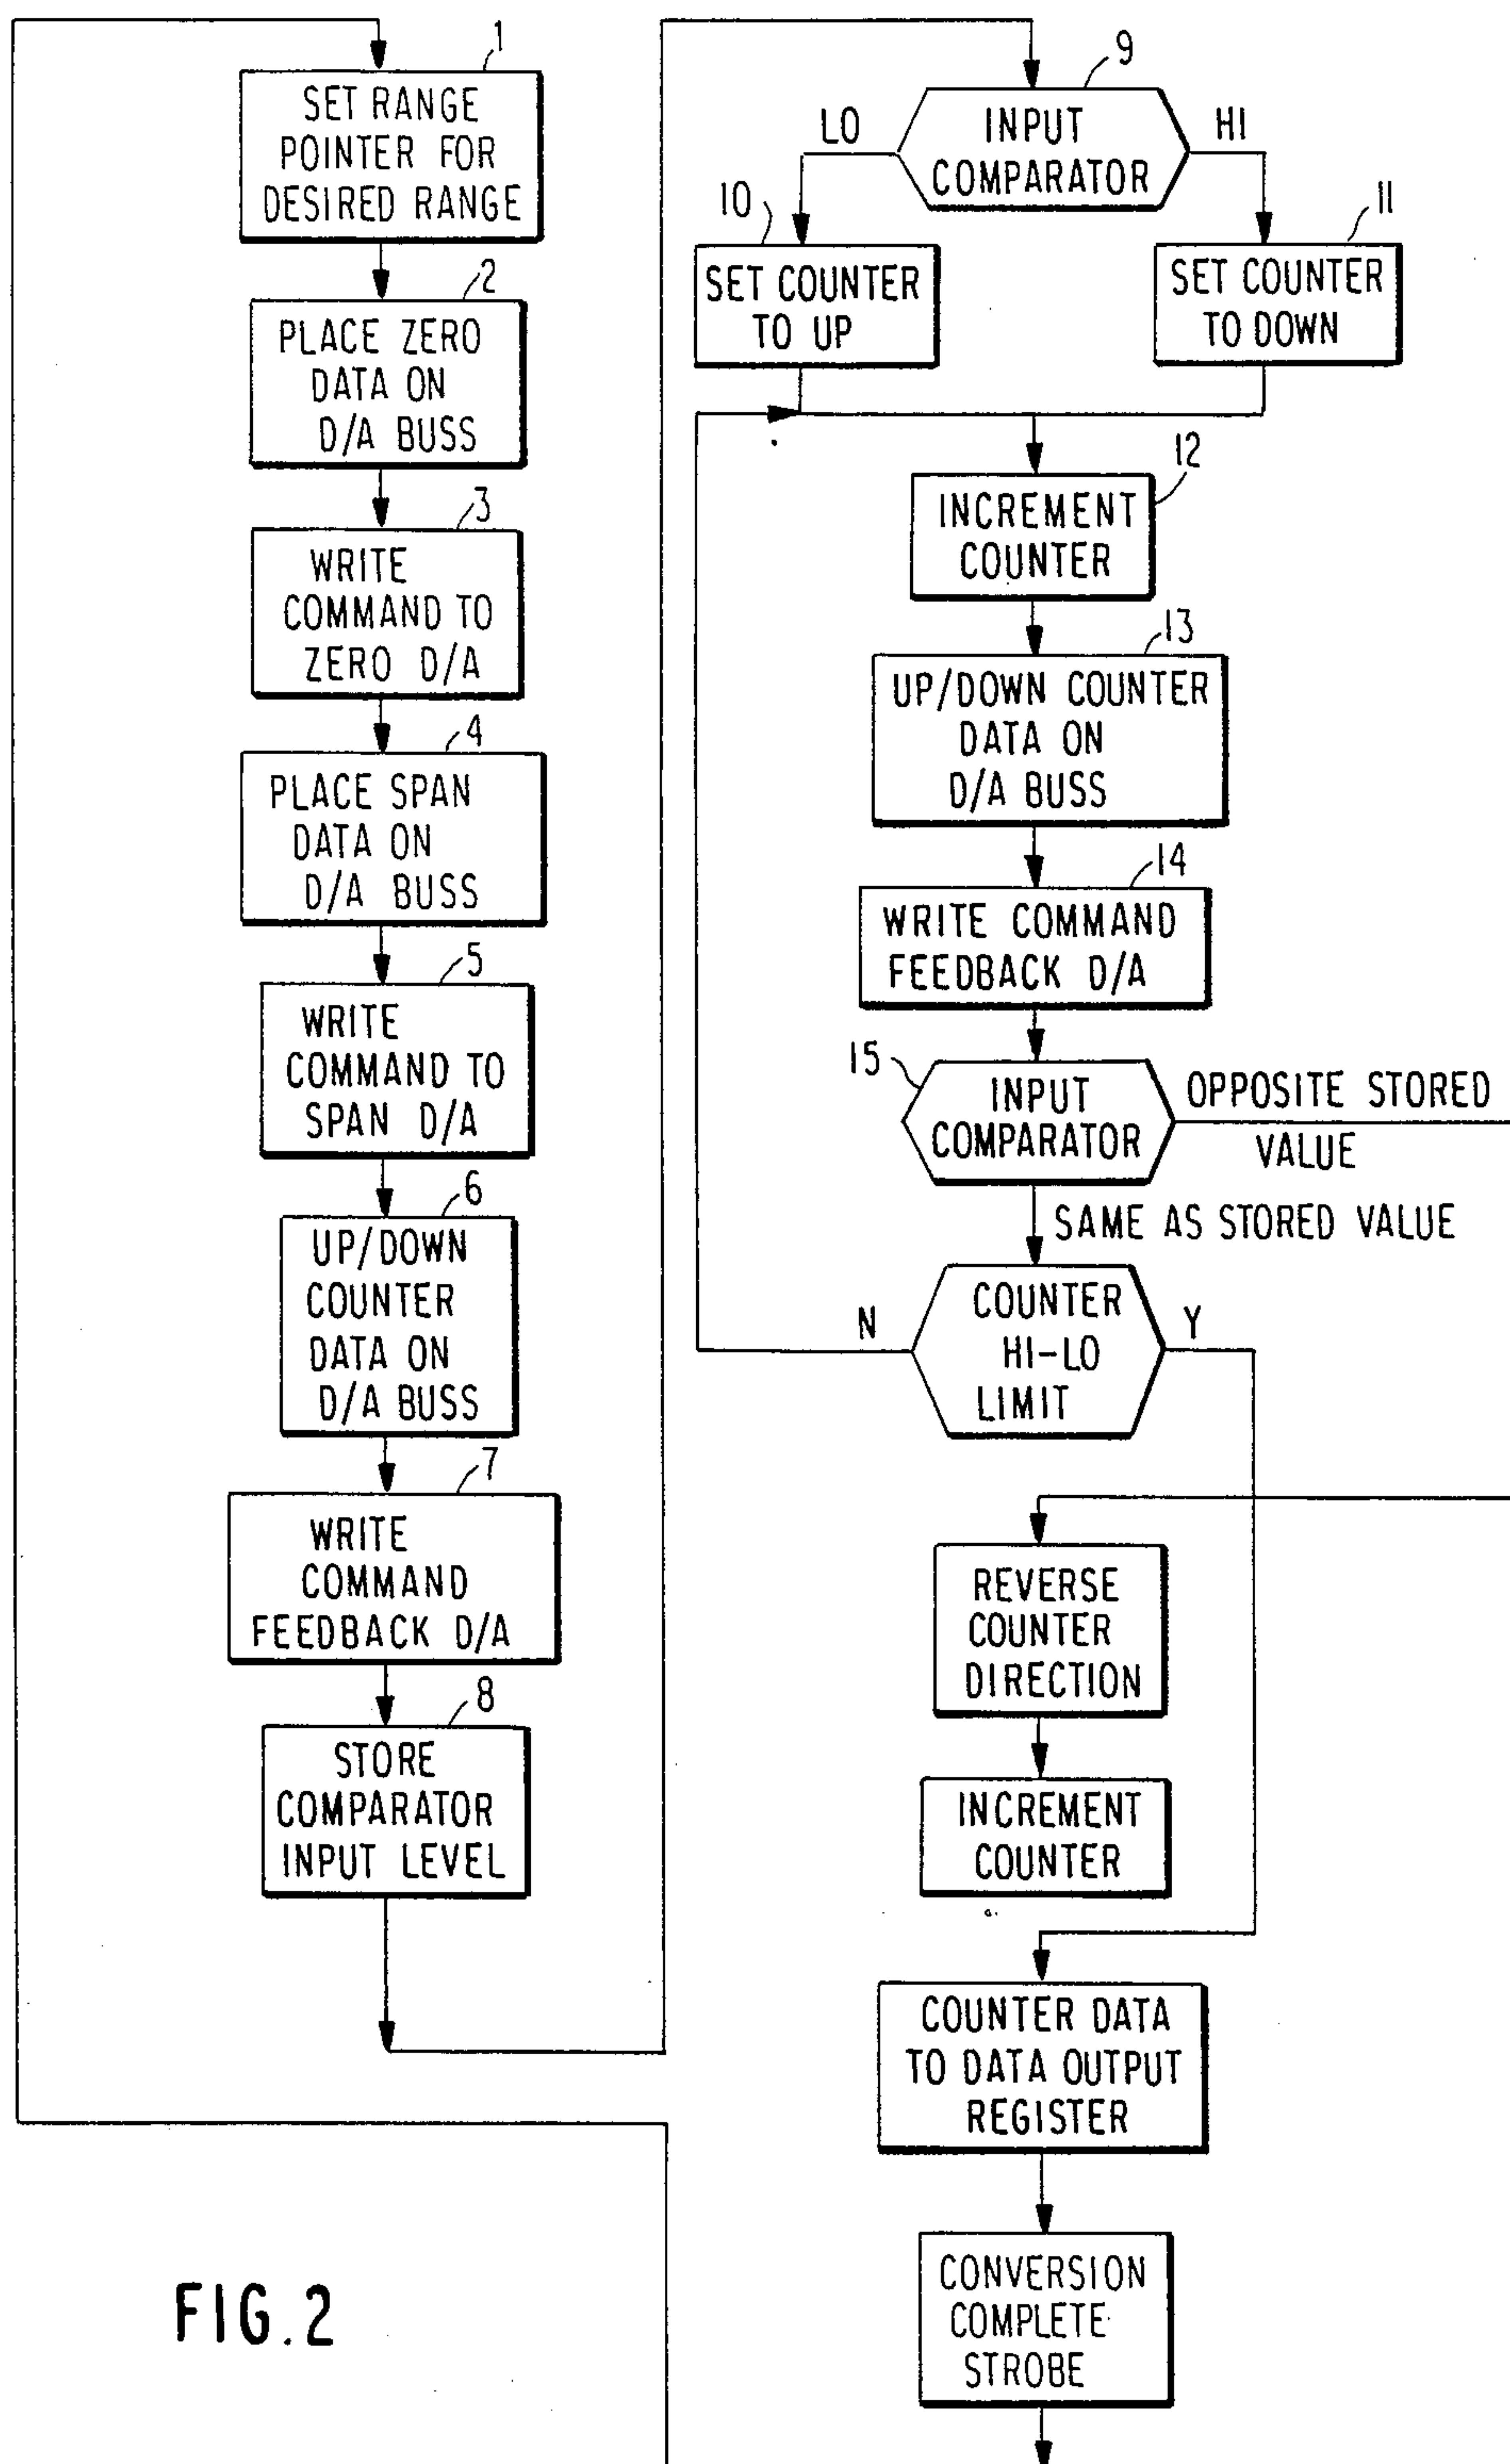 1
SET RANGE
POINTER FOR
DESIRED RANGE
2
PLACE ZERO
DATA ON
D/A BUSS
3
WRITE
COMMAND TO
ZERO D/A
4
PLACE SPAN
DATA ON
D/A BUSS
5
WRITE
COMMAND TO
SPAN D/A
6
UP/DOWN
COUNTER
DATA ON
D/A BUSS
7
WRITE
COMMAND
FEEDBACK D/A
8
STORE
COMPARATOR
INPUT LEVEL
9
INPUT
COMPARATOR
LO
HI
10
SET COUNTER
TO UP
11
SET COUNTER
TO DOWN
12
INCREMENT
COUNTER
13
UP/DOWN COUNTER
DATA ON
D/A BUSS
14
WRITE COMMAND
FEEDBACK D/A
15
INPUT
COMPARATOR
OPPOSITE STORED
VALUE
SAME AS STORED VALUE
COUNTER
HI-LO
LIMIT
N
Y
REVERSE
COUNTER
DIRECTION
INCREMENT
COUNTER
COUNTER DATA
TO DATA OUTPUT
REGISTER
CONVERSION
COMPLETE
STROBE
FIG. 2